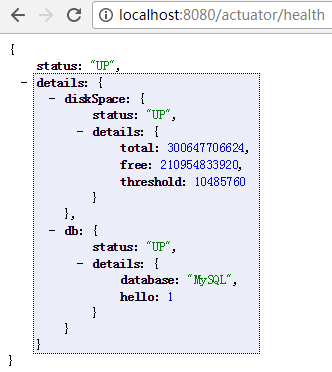 localhost:8080/actuator/health
{
status: "UP",
- details: {
- diskSpace: {
status: "UP",
- details: {
total: 300647706624,
free: 210954833920,
threshold: 10485760
}
},
- db: {
status: "UP",
- details: {
database: "MySQL",
hello: 1
}
}
}
}